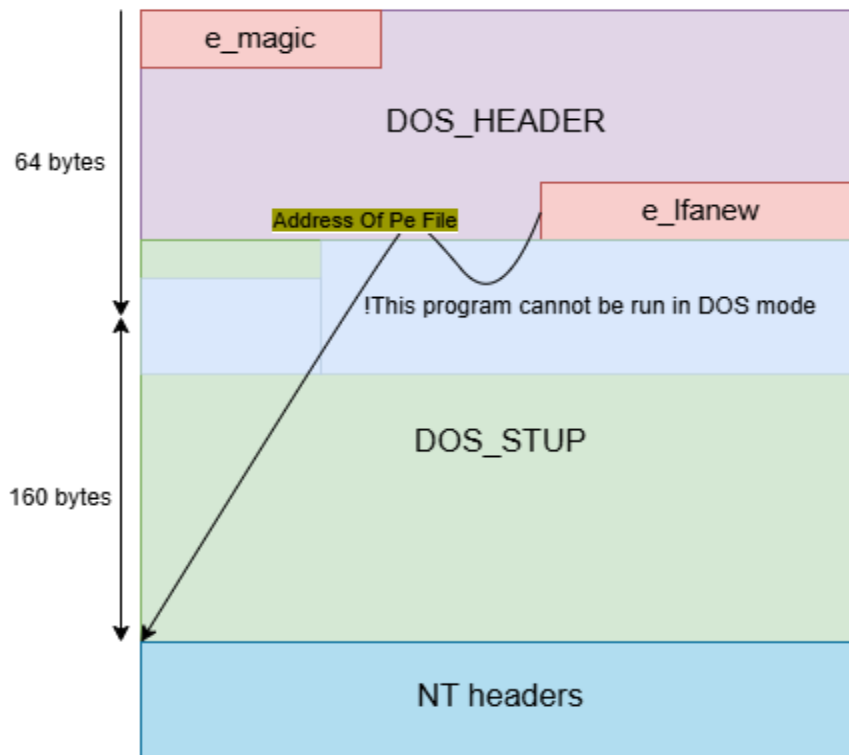 e_magic
DOS_HEADER
64 bytes
e_lfanew
Address Of Pe File
!This program cannot be run in DOS mode
DOS_STUP
160 bytes
NT headers